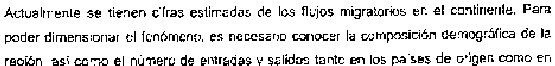 Actualmente se tienen cifras estimadas de los flujos migratorios en el continente. Para
poder dimensionar el fenómeno, es necesario conocer la composición demográfica de la
región, así como el número de entradas y salidas tanto en los países de origen como en